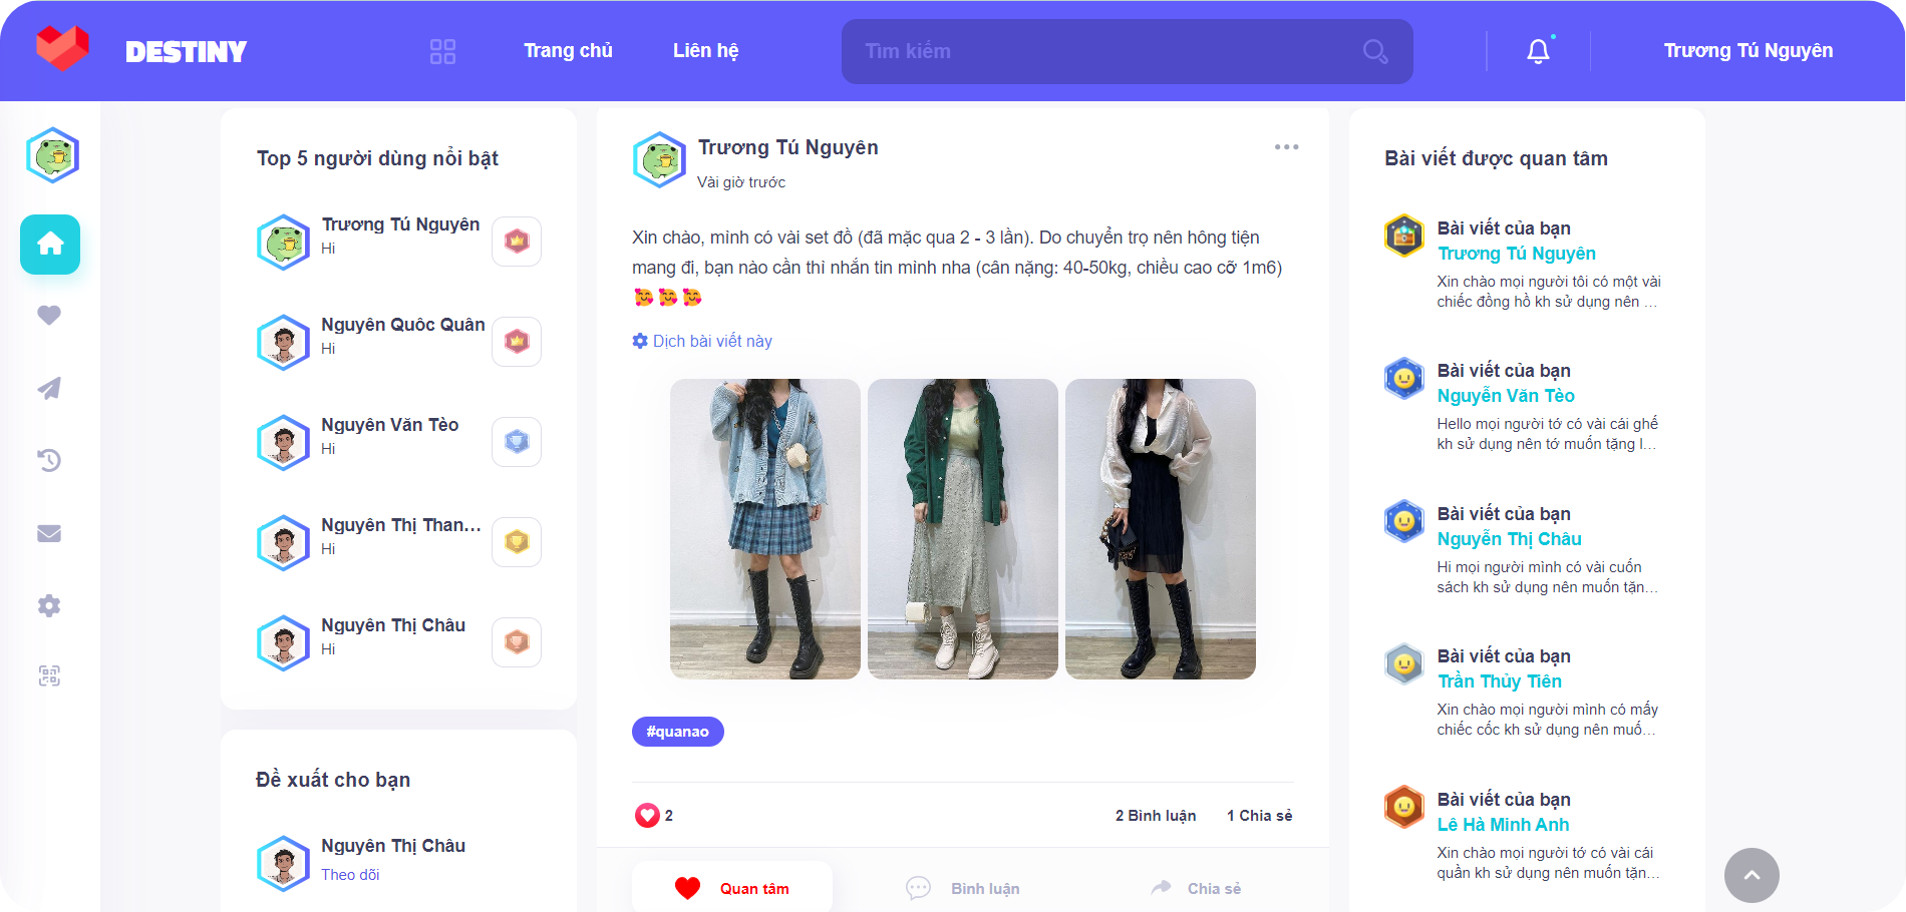 DESTINY
Trang chủ
Liên hệ
Tìm kiếm
Trương Tú Nguyên
Top 5 người dùng nổi bật
Trương Tú Nguyên
Hi
Nguyên Quôc Quân
Hi
Nguyên Văn Tèo
Hi
Nguyên Thị Than...
Hi
Nguyên Thị Châu
Hi
Đề xuất cho bạn
Nguyên Thị Châu
Theo dõi
Trương Tú Nguyên
Vài giờ trước
Xin chào, mình có vài set đồ (đã mặc qua 2 - 3 lần). Do chuyển trọ nên hông tiện
mang đi, bạn nào cần thì nhắn tin mình nha (cân nặng: 40-50kg, chiều cao cỡ 1m6)
🥰 🥰 🥰
Dịch bài viết này
#quanao
2
2 Bình luận
1 Chia sẻ
Quan tâm
Bình luận
Chia sẻ
Bài viết được quan tâm
Bài viết của bạn
Trương Tú Nguyên
Xin chào mọi người tôi có một vài
chiếc đồng hồ kh sử dụng nên ...
Bài viết của bạn
Nguyễn Văn Tèo
Hello mọi người tớ có vài cái ghế
kh sử dụng nên tớ muốn tặng l...
Bài viết của bạn
Nguyễn Thị Châu
Hi mọi người mình có vài cuốn
sách kh sử dụng nên muốn tặn...
Bài viết của bạn
Trần Thủy Tiên
Xin chào mọi người mình có mấy
chiếc cốc kh sử dụng nên muố...
Bài viết của bạn
Lê Hà Minh Anh
Xin chào mọi người tớ có vài cái
quần kh sử dụng nên muốn tặn...